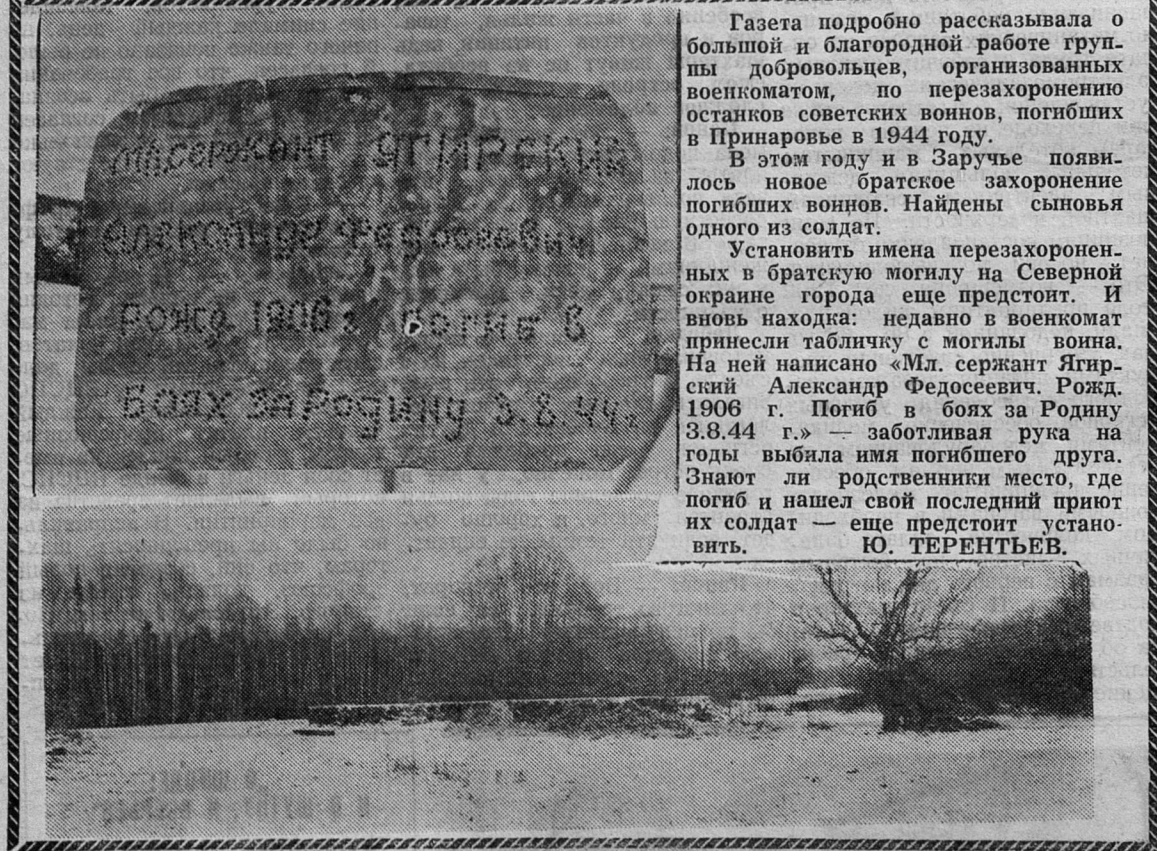 Мл. сержант Ягирский
Александр Федосеевич
Рожд. 1906 г. погиб в
боях за Родину 3.8.44 г
Газета подробно рассказывала о
большой и благородной работе груп-
пы добровольцев, организованных
военкоматом, по перезахоронению
останков советских воинов, погибших
в Принаровье в 1944 году.
В этом году и в Заручье появи-
лось новое братское захоронение
погибших воинов. Найдены сыновья
одного из солдат.
Установить имена перезахоронен-
ных в братскую могилу на Северной
окраине города еще предстоит. И
вновь находка: недавно в военкомат
принесли табличку с могилы воина.
На ней написано «Мл. сержант Ягир-
ский Александр Федосеевич. Рожд.
1906 г. Погиб в боях за Родину
3.8.44 г.» — заботливая рука на
годы выбила имя погибшего друга.
Знают ли родственники место, где
погиб и нашел свой последний приют
их солдат — еще предстоит устано-
вить. Ю. ТЕРЕНТЬЕВ.